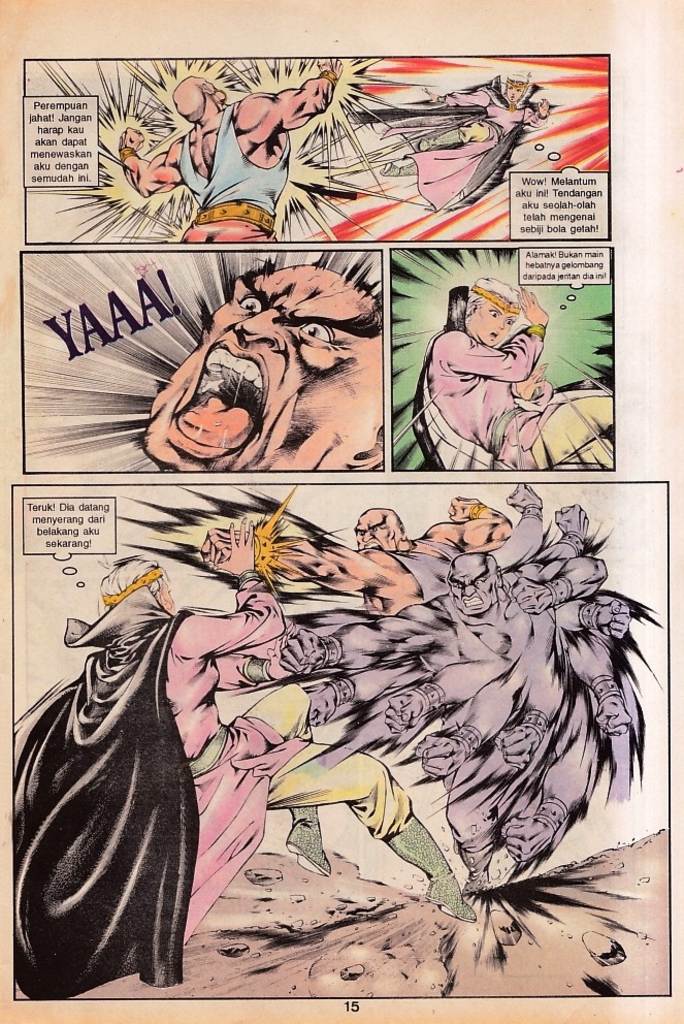 Perempuan
jahat! Jangan
harap kau
akan dapat
menewaskan
aku dengan
semudah ini.
Wow! Melantum
aku ini! Tendangan
aku seolah-olah
telah mengenai
sebiji bola getah!
YAAA!
Alamak! Bukan main
hebatnya gelombang
daripada jeritan dia ini!
Teruk! Dia datang
menyerang dari
belakang aku
sekarang!
15